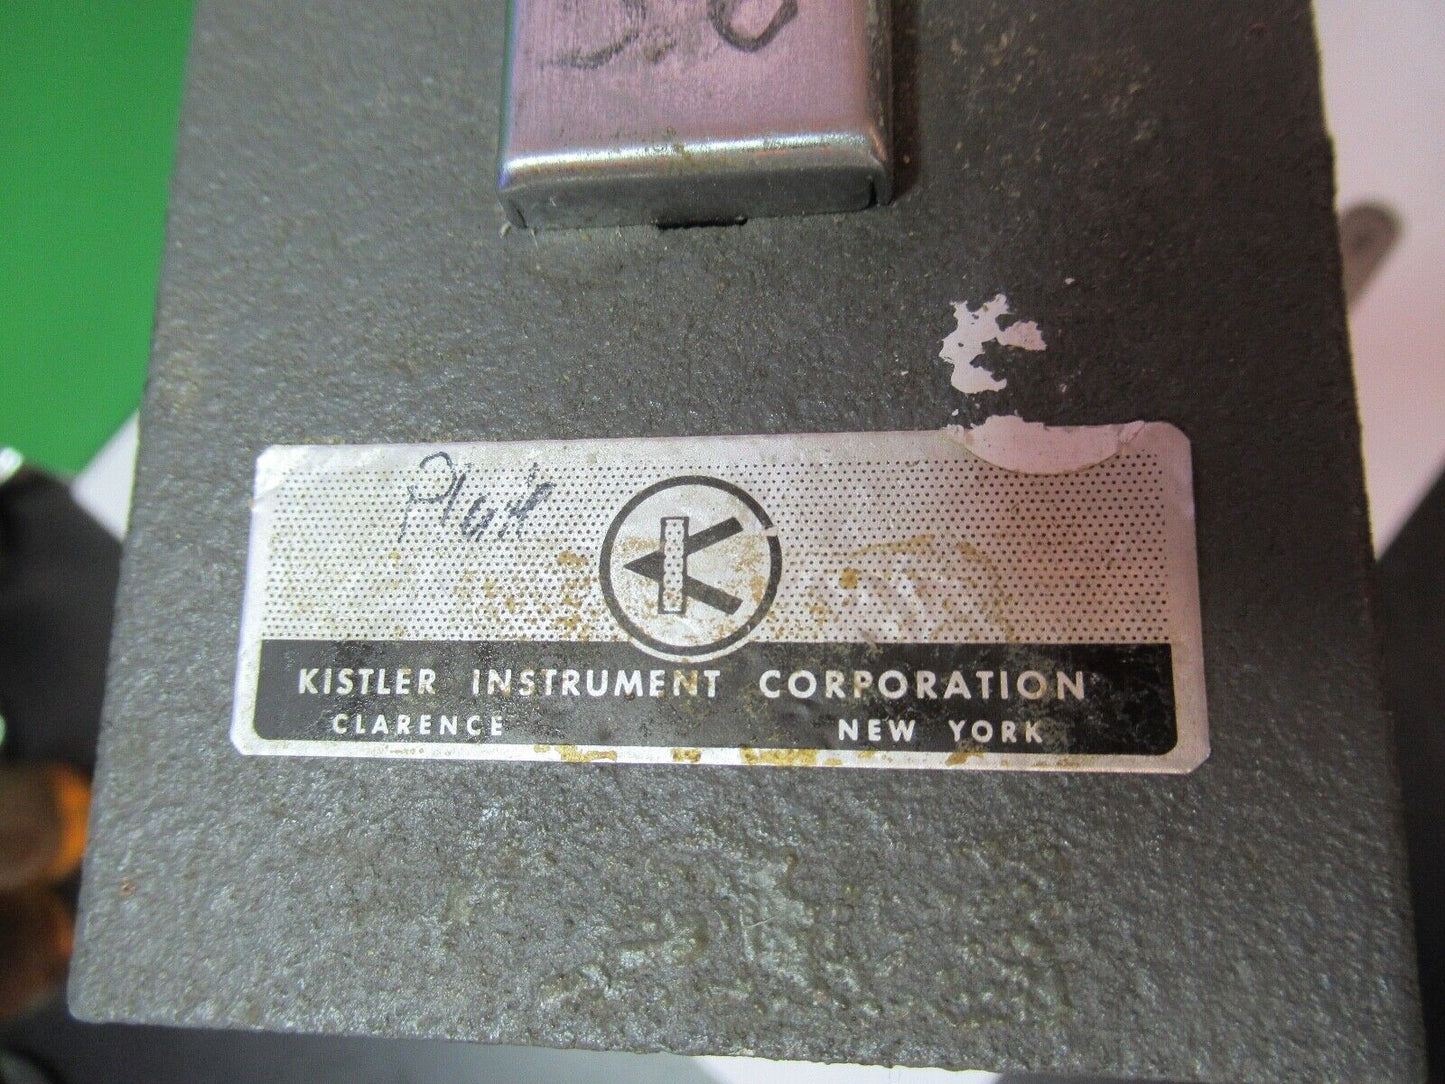 K
KISTLER INSTRUMENT CORPORATION
CLARENCE NEW YORK